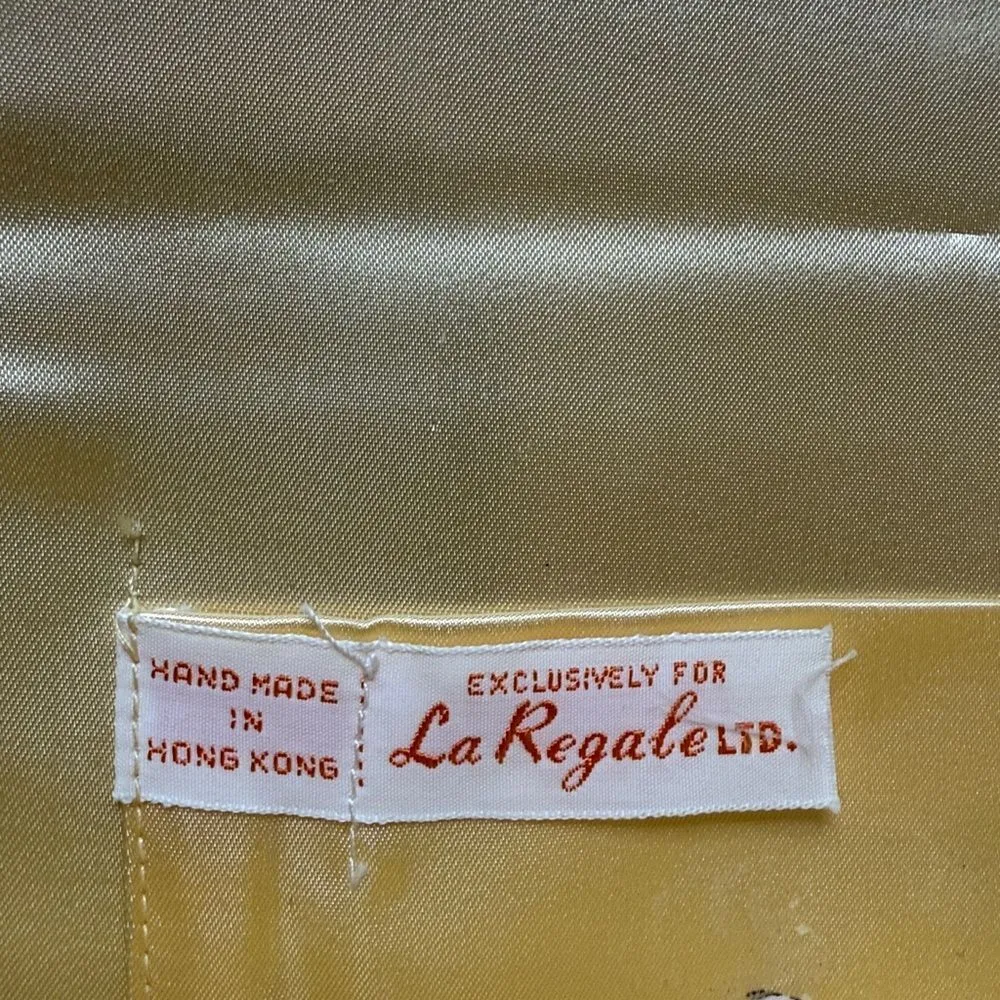 HAND MADE
IN
HONG KONG
EXCLUSIVELY FOR
La Regale LTD.